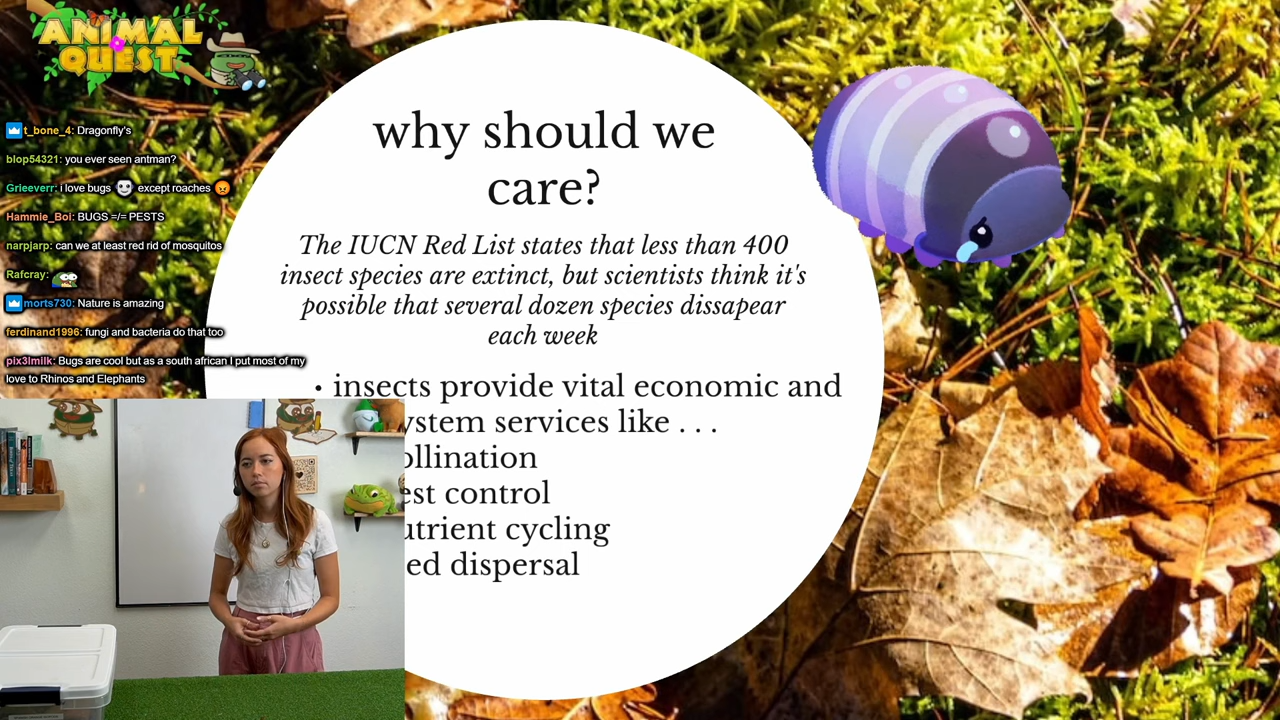 ANIMAL
QUEST
t_bone_4: Dragonfly's
blop54321: you ever seen antman?
Grieeverr: i love bugs except roaches
Hammie_Boi: BUGS =/= PESTS
narpjarp: can we at least red rid of mosquitos
Rafcray:
morts730: Nature is amazing
ferdinand1996: fungi and bacteria do that too
pix3lmilk: Bugs are cool but as a south african I put most of my
love to Rhinos and Elephants
why should we
care?
The IUCN Red List states that less than 400
insect species are extinct, but scientists think it's
possible that several dozen species dissapear
each week
• insects provide vital economic and
ystem services like . . .
ollination
est control
utrient cycling
ed dispersal